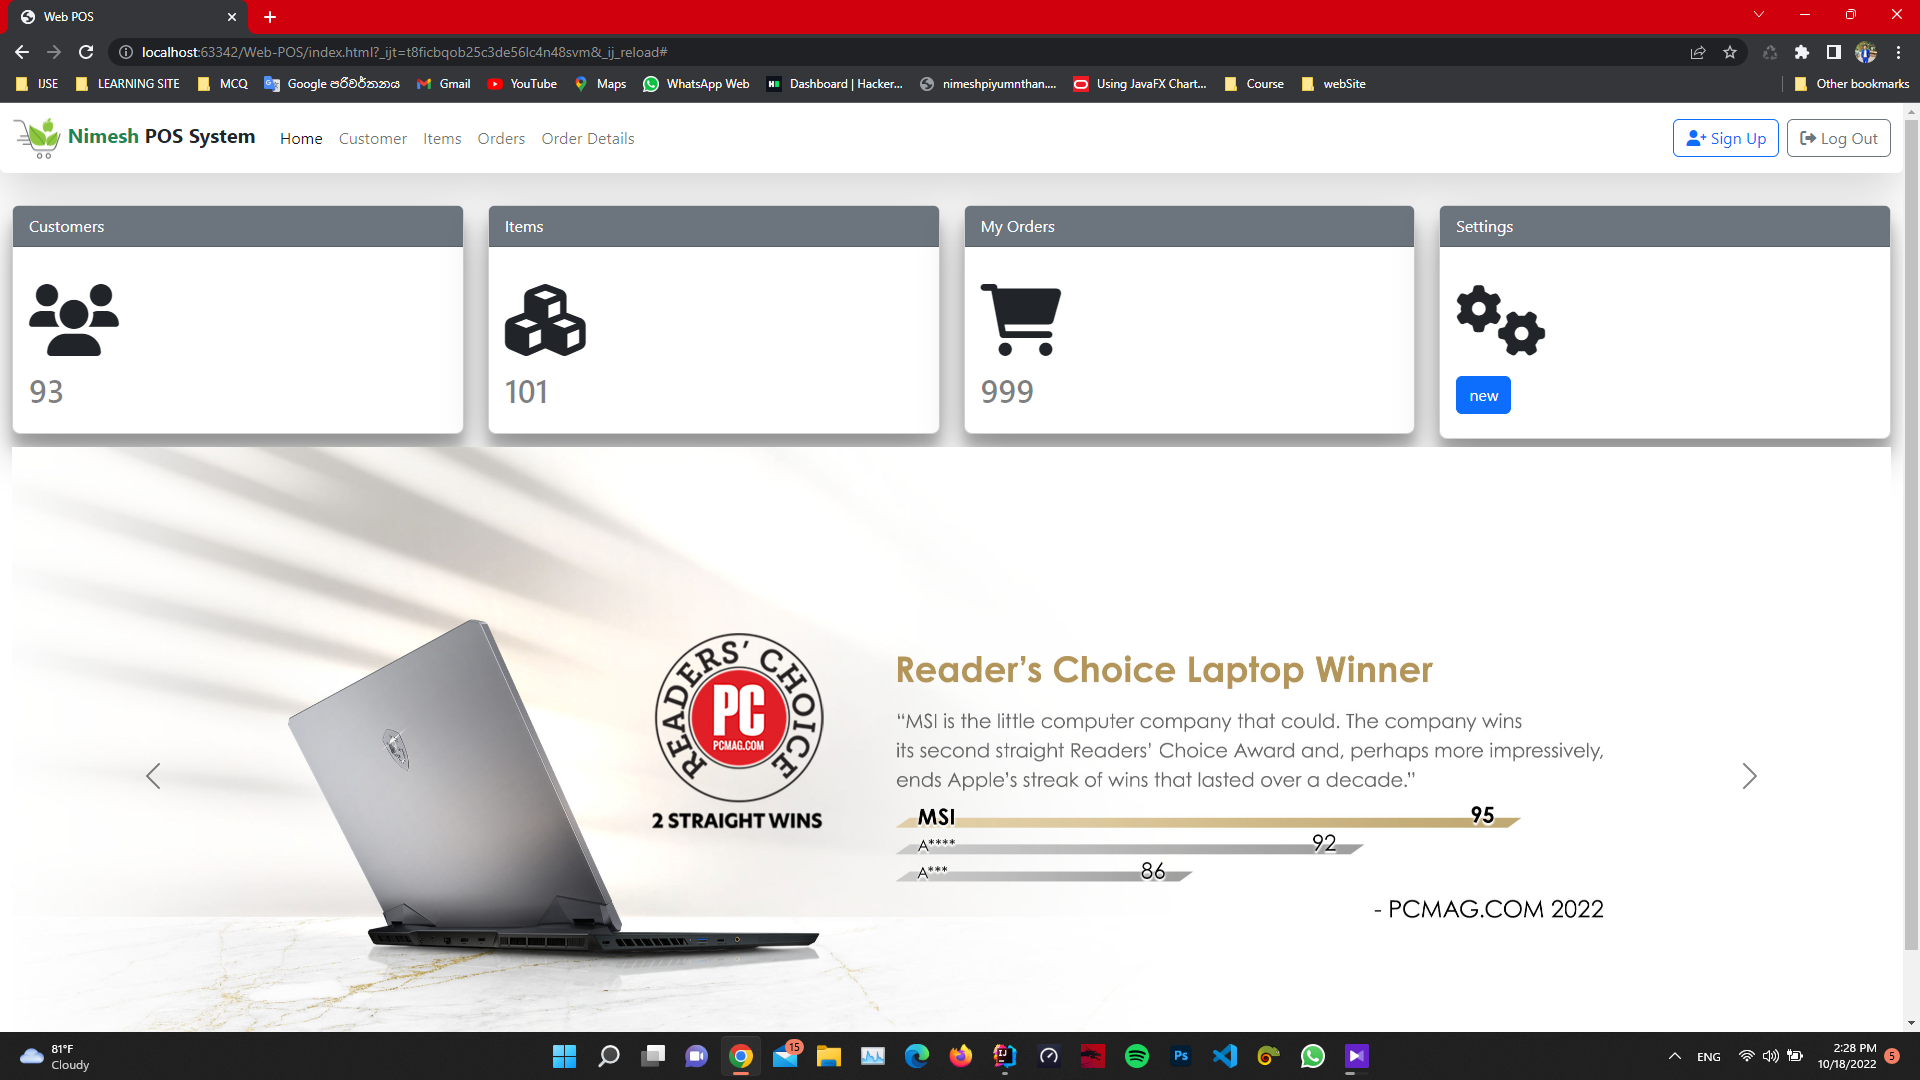 Web POS
localhost:63342/Web-POS/index.html?_ijt=t8ficbqob25c3de56lc4n48svm&_ij_reload#
IJSE LEARNING SITE MCQ Google පරිවර්තනය Gmail YouTube Maps WhatsApp Web Dashboard | Hacker... nimeshpiyumnthan.... Using JavaFX Chart... Course webSite Other bookmarks
Nimesh POS System Home Customer Items Orders Order Details Sign Up Log Out
Customers
93
Items
101
My Orders
999
Settings
new
READERS' CHOICE
PC
PCMAG.COM
2 STRAIGHT WINS
Reader's Choice Laptop Winner
“MSI is the little computer company that could. The company wins
its second straight Readers' Choice Award and, perhaps more impressively,
ends Apple's streak of wins that lasted over a decade.”
MSI 95
A**** 92
A*** 86
- PCMAG.COM 2022
81°F
Cloudy
15
Ps
ENG
2:28 PM
10/18/2022
5